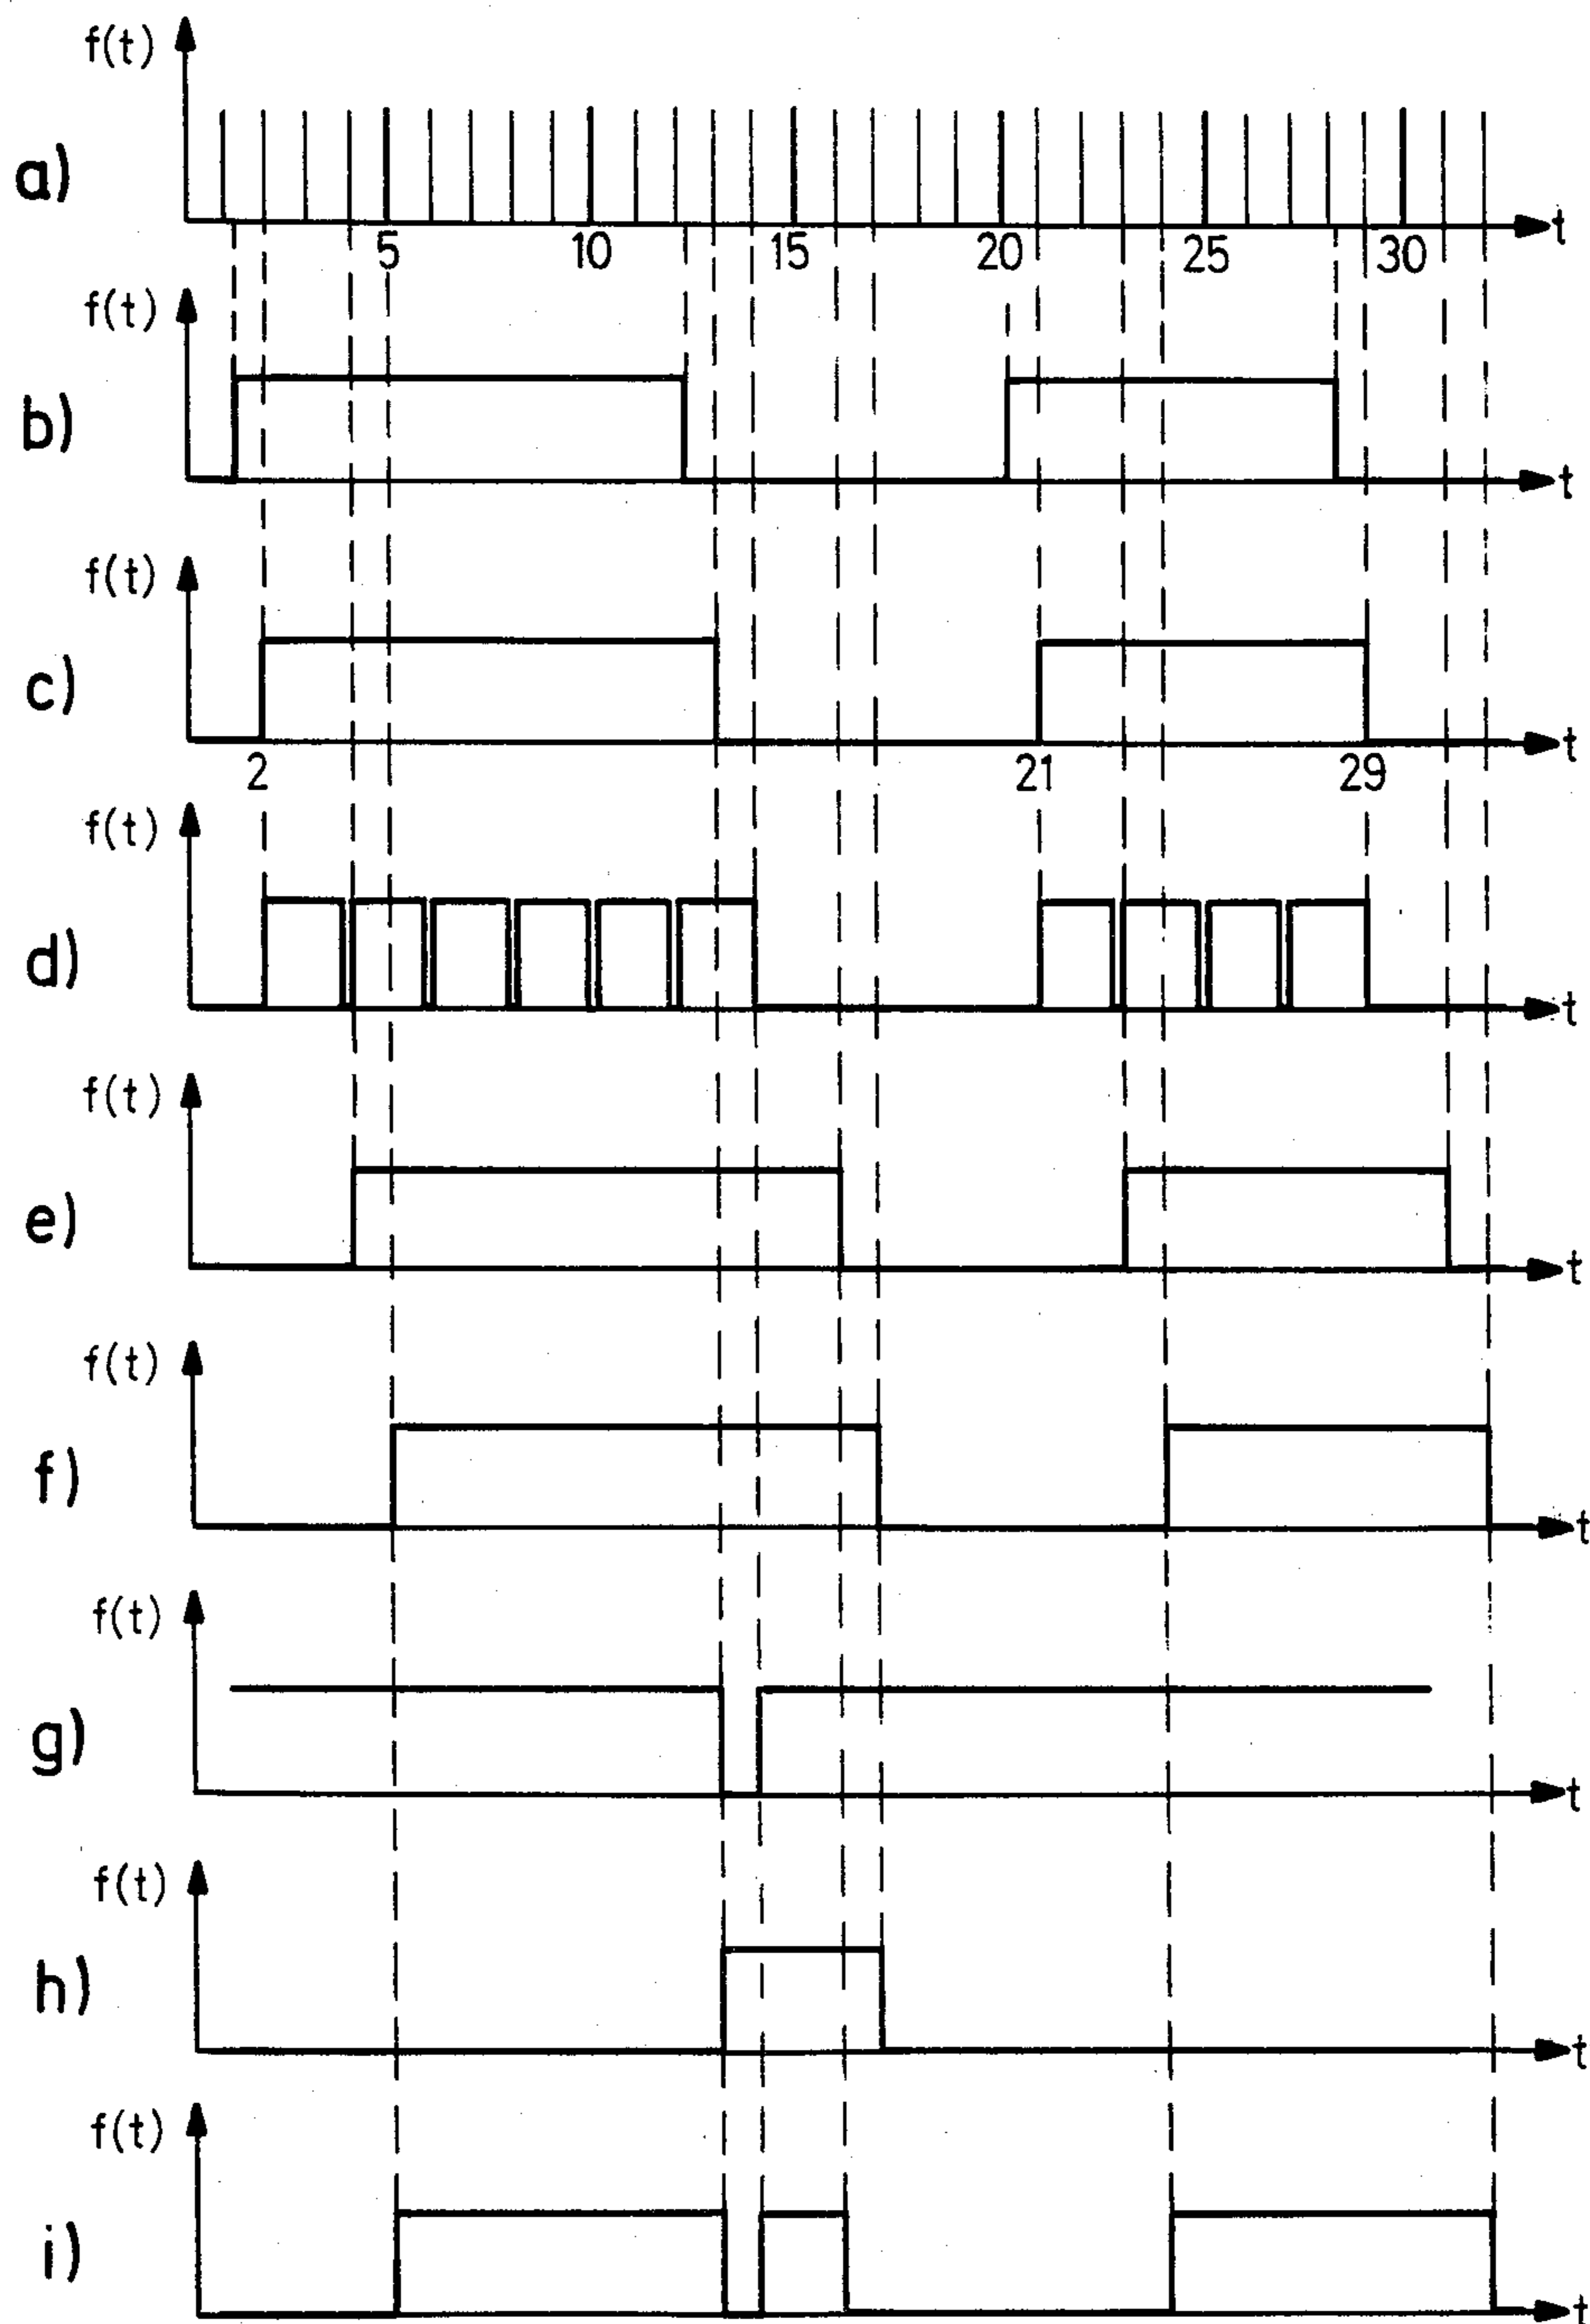 f(t)
a)
t
5 10 15 20 25 30
f(t)
b)
t
f(t)
c)
t
2 21 29
f(t)
d)
t
f(t)
e)
t
f(t)
f)
t
f(t)
g)
t
f(t)
h)
t
f(t)
i)
t